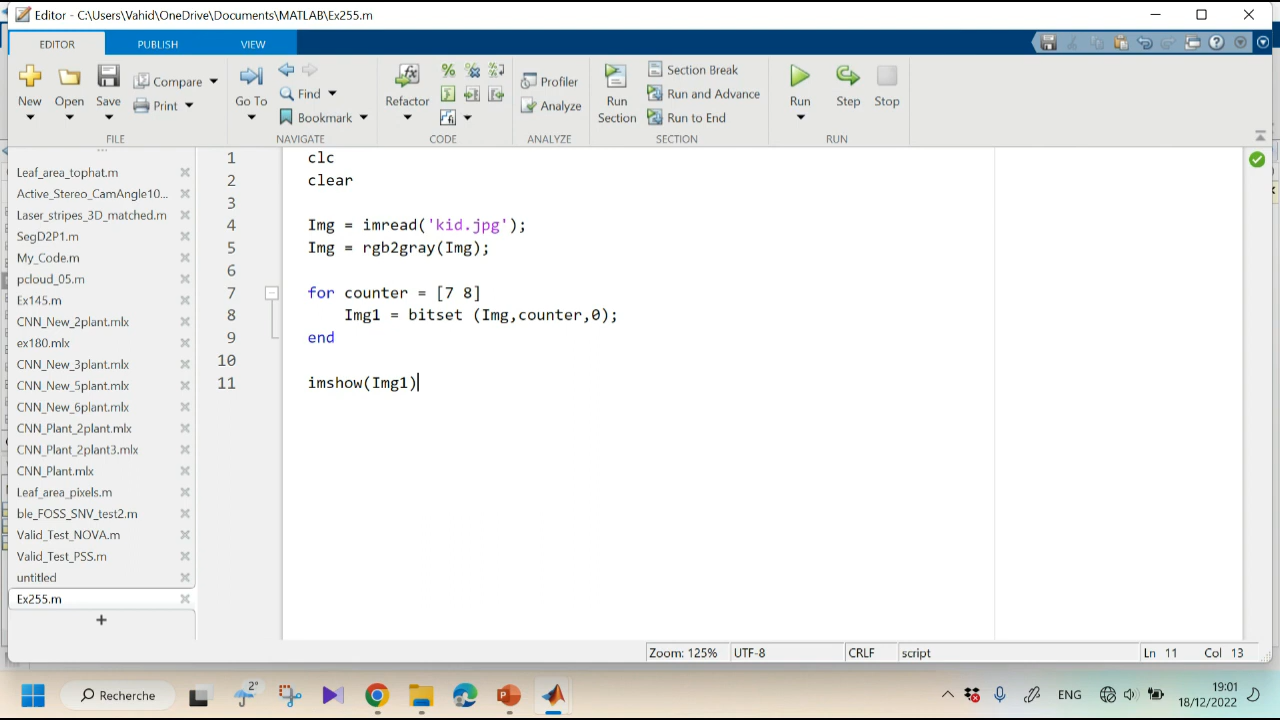 Editor - C:\Users\Vahid\OneDrive\Documents\MATLAB\Ex255.m
EDITOR PUBLISH VIEW
New Open Save Compare Print
FILE
Go To Find Bookmark
NAVIGATE
Refactor
CODE
Profiler Analyze
ANALYZE
Run Section Section Break Run and Advance Run to End
SECTION
Run Step Stop
RUN
Leaf_area_tophat.m
Active_Stereo_CamAngle10...
Laser_stripes_3D_matched.m
SegD2P1.m
My_Code.m
pcloud_05.m
Ex145.m
CNN_New_2plant.mlx
ex180.mlx
CNN_New_3plant.mlx
CNN_New_5plant.mlx
CNN_New_6plant.mlx
CNN_Plant_2plant.mlx
CNN_Plant_2plant3.mlx
CNN_Plant.mlx
Leaf_area_pixels.m
ble_FOSS_SNV_test2.m
Valid_Test_NOVA.m
Valid_Test_PSS.m
untitled
Ex255.m
1 clc
2 clear
3
4 Img = imread('kid.jpg');
5 Img = rgb2gray(Img);
6
7 for counter = [7 8]
8 Img1 = bitset (Img,counter,0);
9 end
10
11 imshow(Img1)
Zoom: 125% UTF-8 CRLF script Ln 11 Col 13
Recherche 2° ENG 19:01
18/12/2022